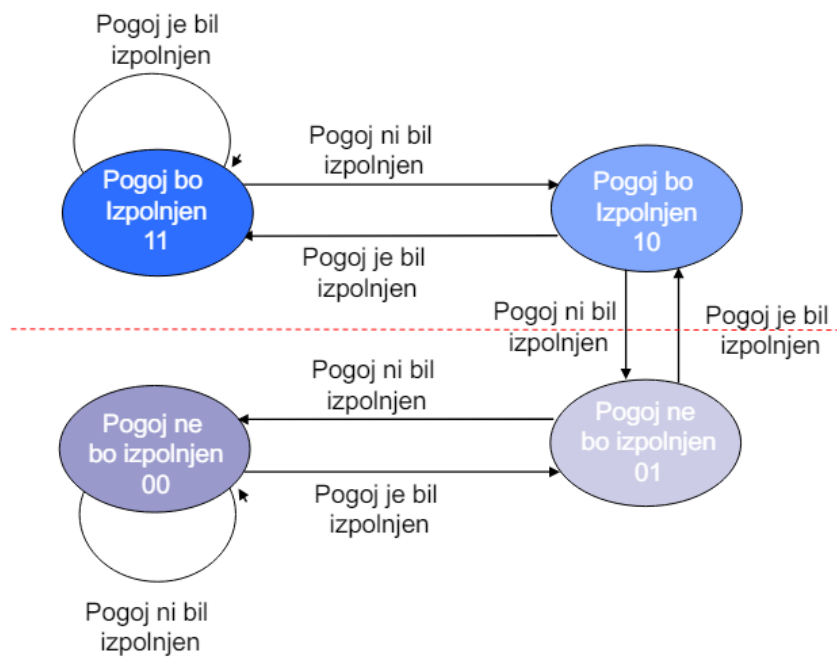 Pogoj je bil
izpolnjen
Pogoj ni bil
izpolnjen
Pogoj bo
Izpolnjen
11
Pogoj bo
Izpolnjen
10
Pogoj je bil
izpolnjen
Pogoj ni bil
izpolnjen
Pogoj je bil
izpolnjen
Pogoj ni bil
izpolnjen
Pogoj ne
bo izpolnjen
00
Pogoj ne
bo izpolnjen
01
Pogoj je bil
izpolnjen
Pogoj ni bil
izpolnjen